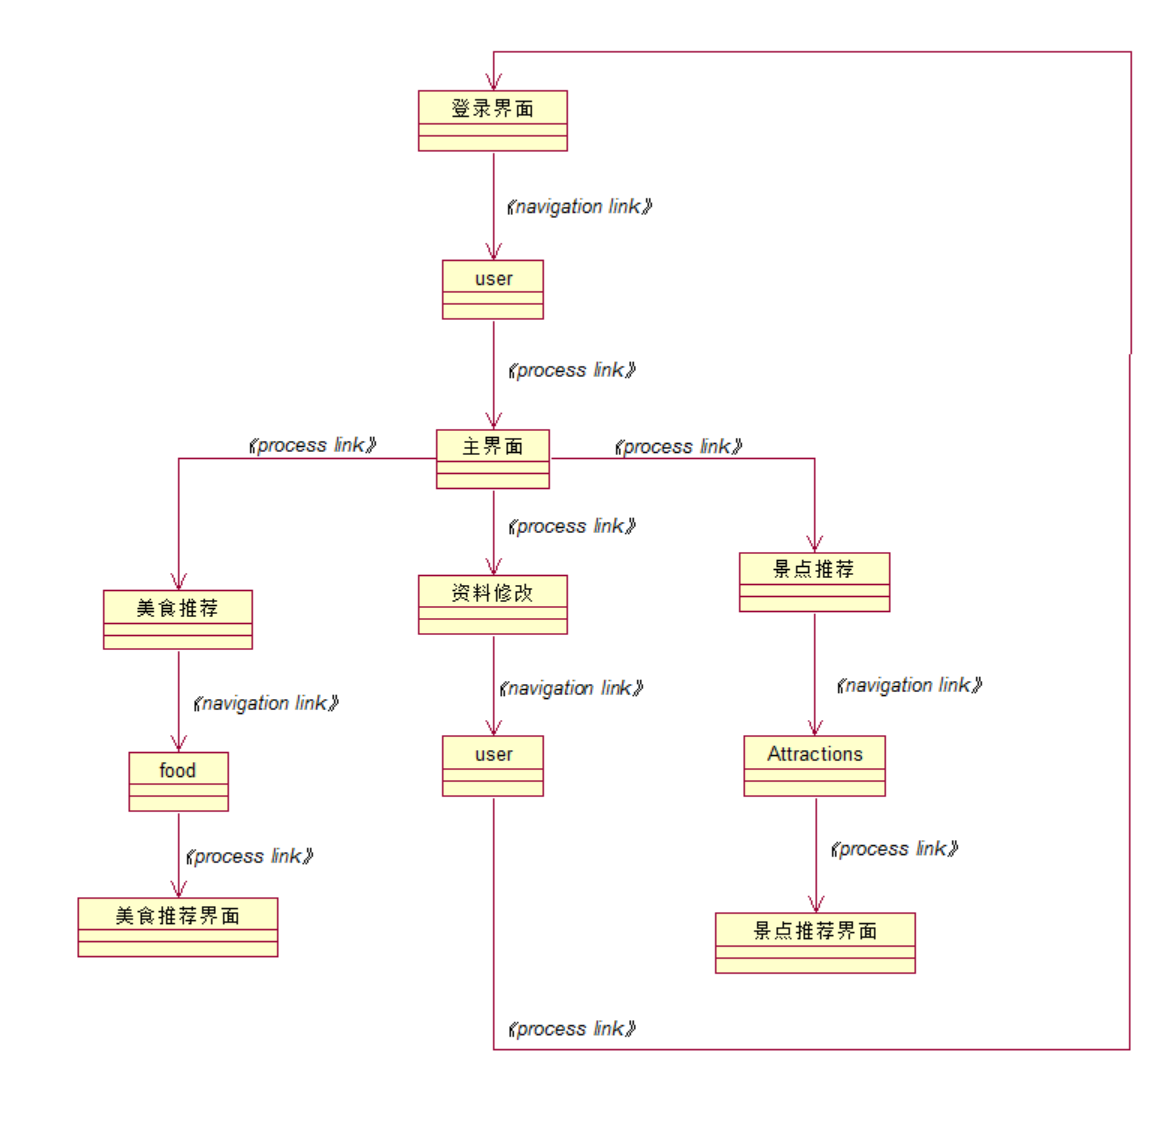 登录界面
《navigation link》
user
《process link》
《process link》
主界面
《process link》
《process link》
景点推荐
美食推荐
资料修改
《navigation link》
《navigation link》
《navigation link》
food
user
Attractions
《process link》
《process link》
美食推荐界面
景点推荐界面
《process link》